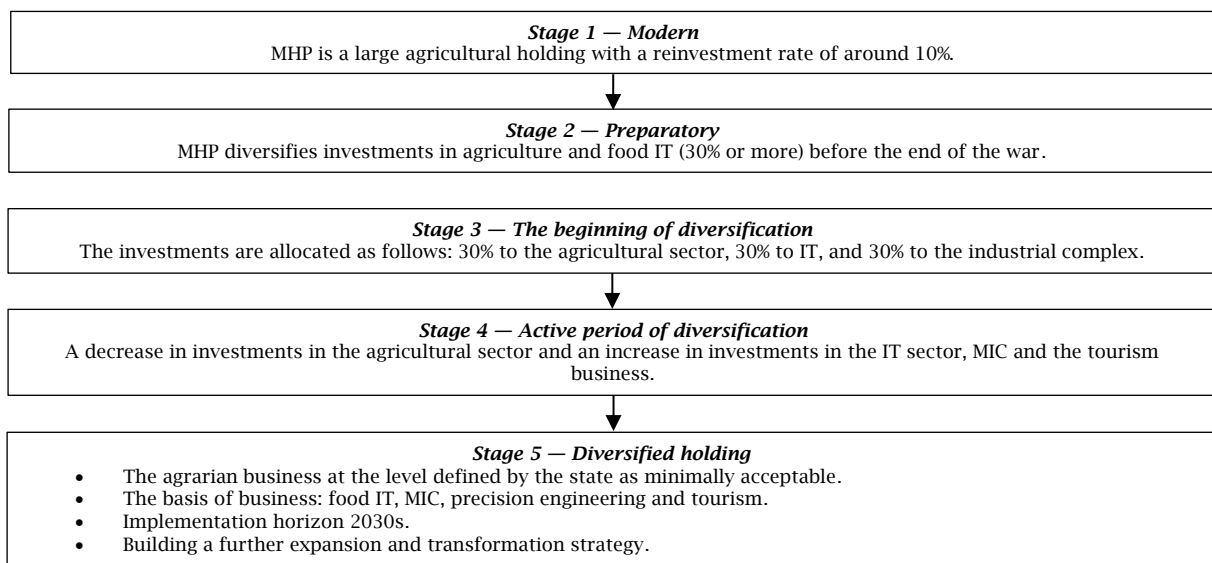 Stage 1 — Modern
MHP is a large agricultural holding with a reinvestment rate of around 10%.
Stage 2 — Preparatory
MHP diversifies investments in agriculture and food IT (30% or more) before the end of the war.
Stage 3 — The beginning of diversification
The investments are allocated as follows: 30% to the agricultural sector, 30% to IT, and 30% to the industrial complex.
Stage 4 — Active period of diversification
A decrease in investments in the agricultural sector and an increase in investments in the IT sector, MIC and the tourism
business.
Stage 5 — Diversified holding
• The agrarian business at the level defined by the state as minimally acceptable.
• The basis of business: food IT, MIC, precision engineering and tourism.
• Implementation horizon 2030s.
• Building a further expansion and transformation strategy.